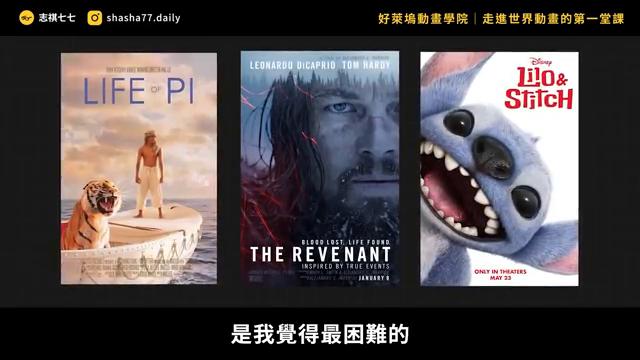 志祺七七
shasha77.daily
好萊塢動畫學院｜走進世界動畫的第一堂課
LIFE OF PI
LEONARDO DiCAPRIO TOM HARDY
BLOOD LOST. LIFE FOUND.
THE REVENANT
INSPIRED BY TRUE EVENTS
JANUARY 8
Disney
LiLO &
STiTCH
ONLY IN THEATERS
MAY 23
是我覺得最困難的